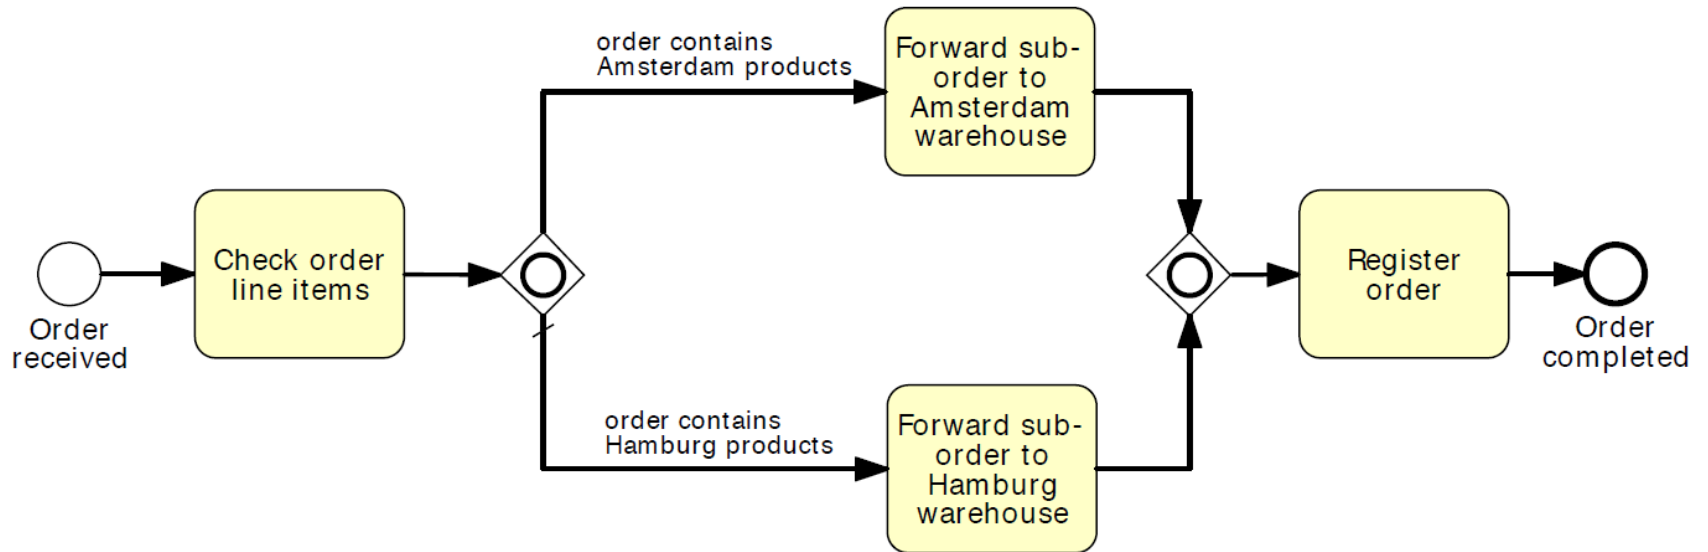 Order
received
Check order
line items
order contains
Amsterdam products
Forward sub-
order to
Amsterdam
warehouse
order contains
Hamburg products
Forward sub-
order to
Hamburg
warehouse
Register
order
Order
completed